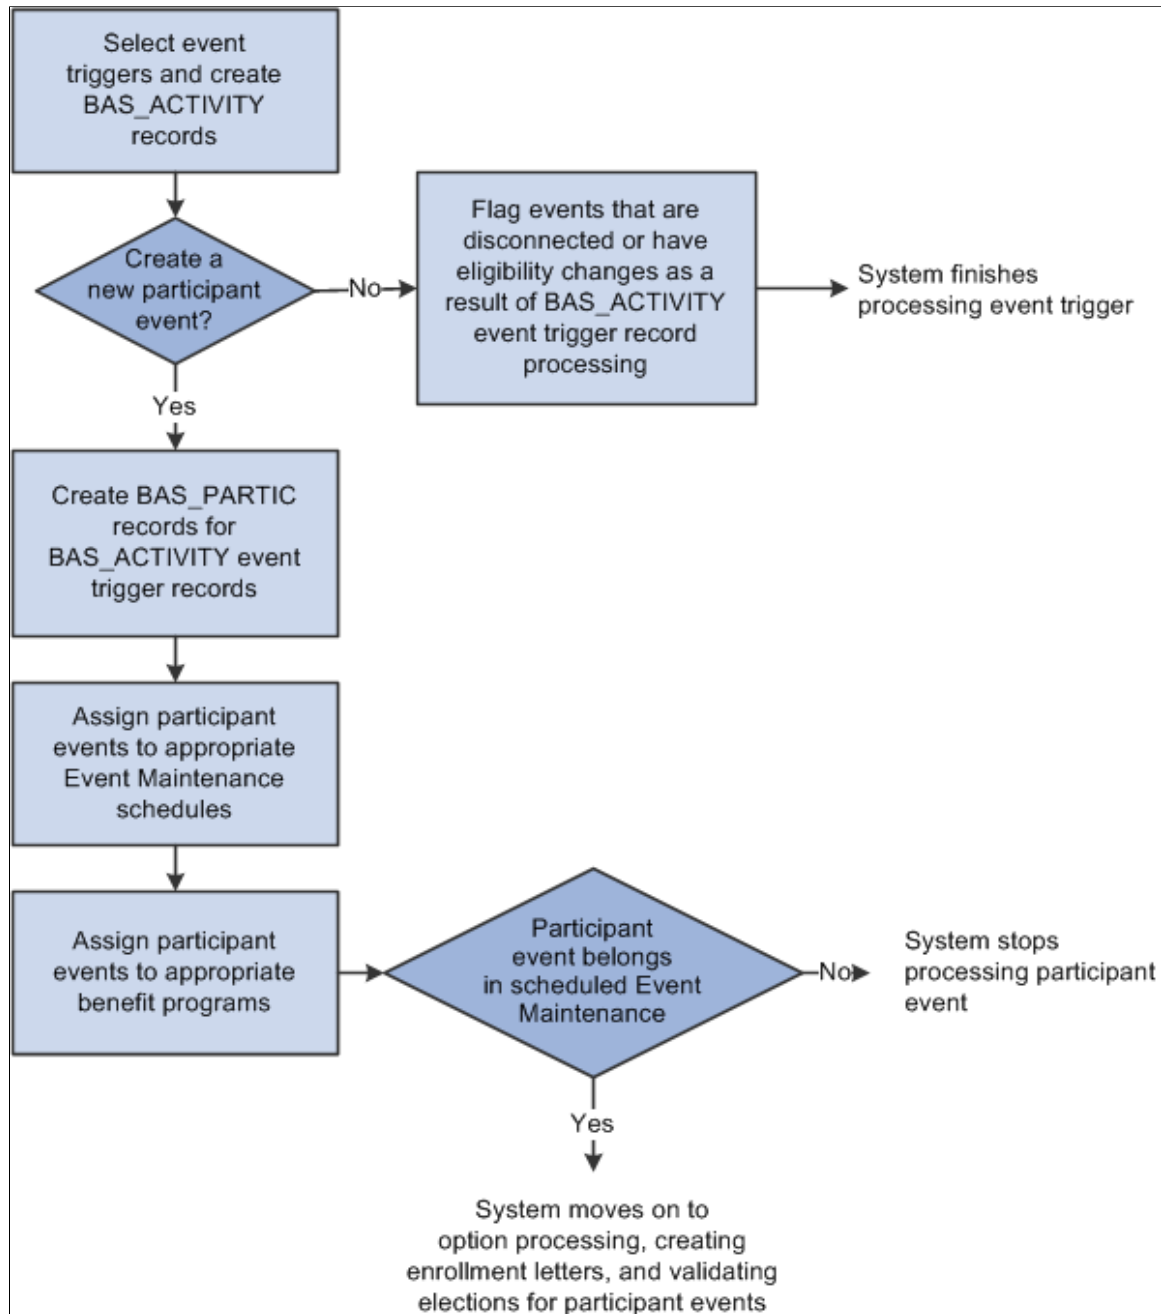 Select event
triggers and create
BAS_ACTIVITY
records
Create a
new participant
event?
No
Flag events that are
disconnected or have
eligibility changes as a
result of BAS_ACTIVITY
event trigger record
processing
System finishes
processing event trigger
Yes
Create BAS_PARTIC
records for
BAS_ACTIVITY event
trigger records
Assign participant
events to appropriate
Event Maintenance
schedules
Assign participant
events to appropriate
benefit programs
Participant
event belongs
in scheduled Event
Maintenance
No
System stops
processing participant
event
Yes
System moves on to
option processing, creating
enrollment letters, and validating
elections for participant events